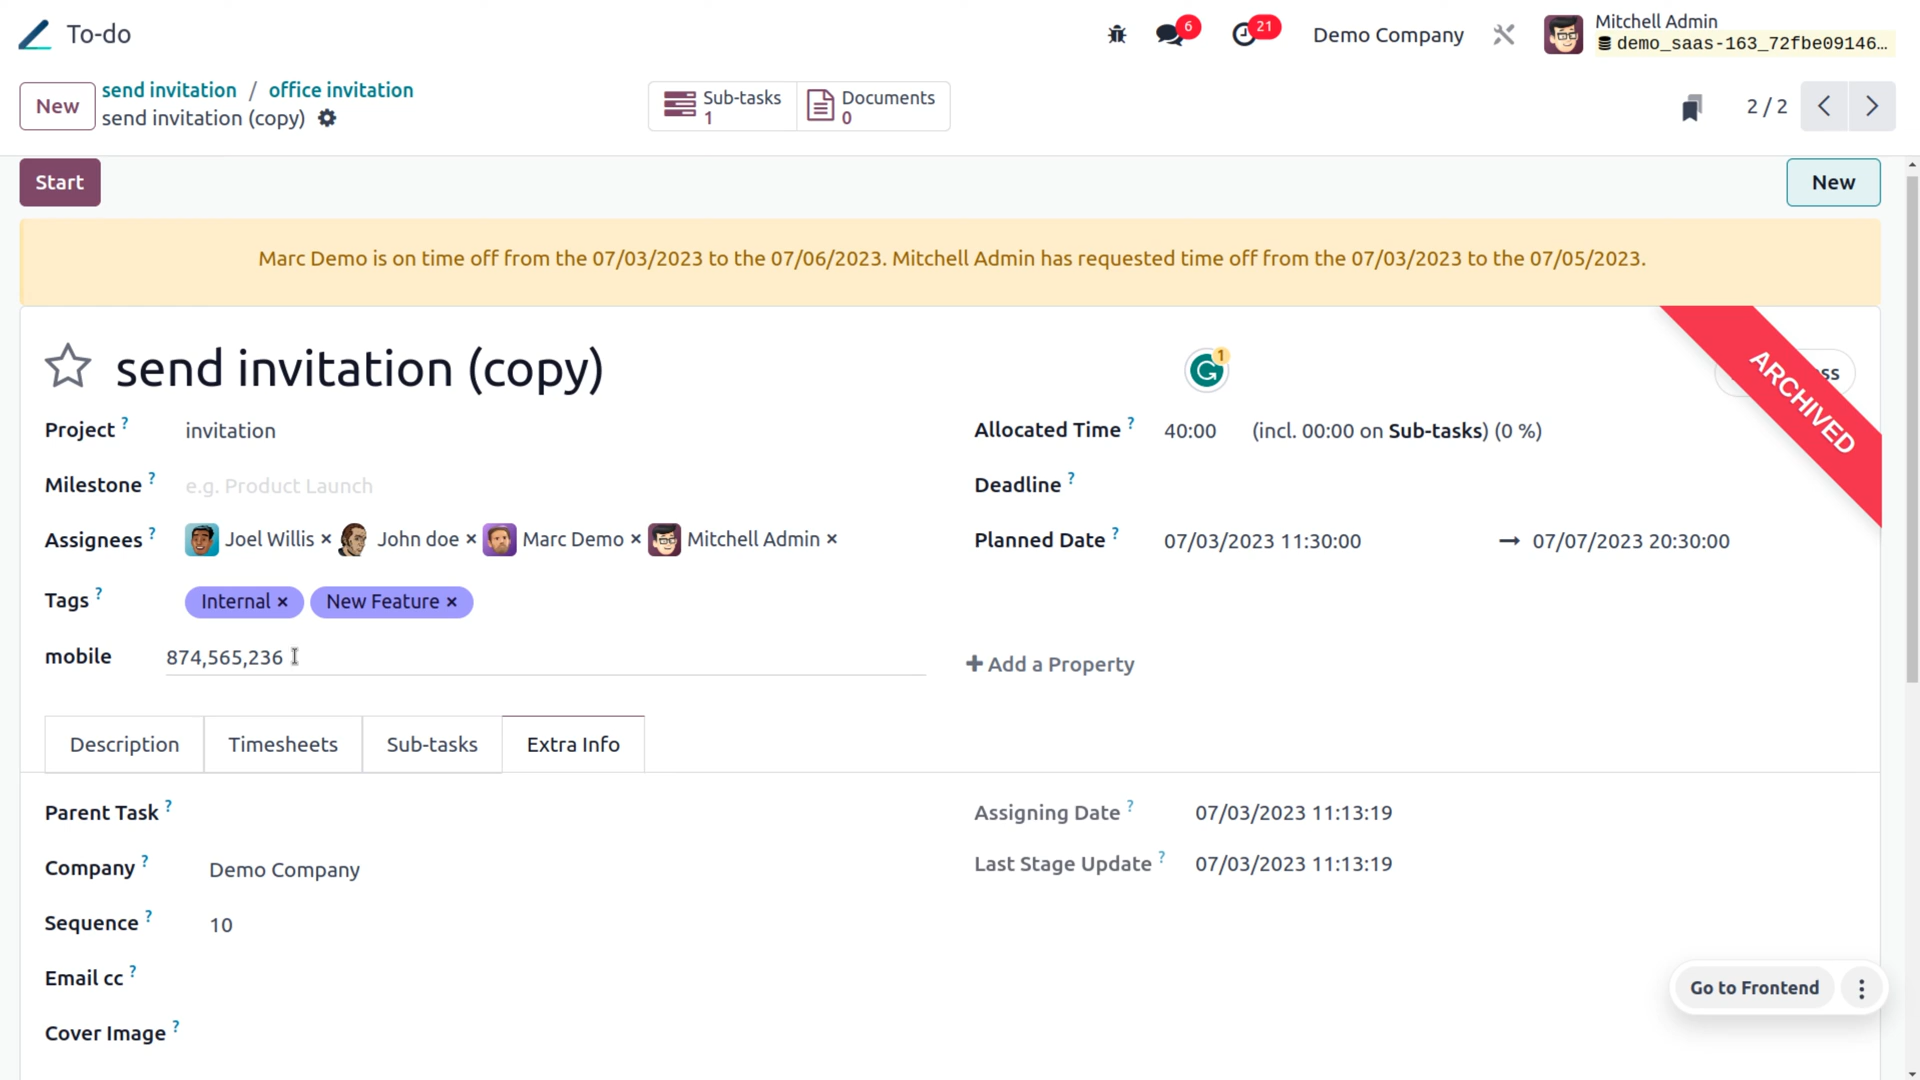 To-do
6
21
Demo Company
Mitchell Admin
demo_saas-163_72fbe09146...
New
send invitation / office invitation
send invitation (copy)
Sub-tasks
1
Documents
0
2 / 2
Start
New
Marc Demo is on time off from the 07/03/2023 to the 07/06/2023. Mitchell Admin has requested time off from the 07/03/2023 to the 07/05/2023.
send invitation (copy)
1
ARCHIVED
Project ? invitation
Allocated Time ? 40:00 (incl. 00:00 on Sub-tasks) (0 %)
Milestone ? e.g. Product Launch
Deadline ?
Assignees ? Joel Willis × John doe × Marc Demo × Mitchell Admin ×
Planned Date ? 07/03/2023 11:30:00 → 07/07/2023 20:30:00
Tags ? Internal × New Feature ×
mobile 874,565,236
+ Add a Property
Description
Timesheets
Sub-tasks
Extra Info
Parent Task ?
Assigning Date ? 07/03/2023 11:13:19
Company ? Demo Company
Last Stage Update ? 07/03/2023 11:13:19
Sequence ? 10
Email cc ?
Cover Image ?
Go to Frontend